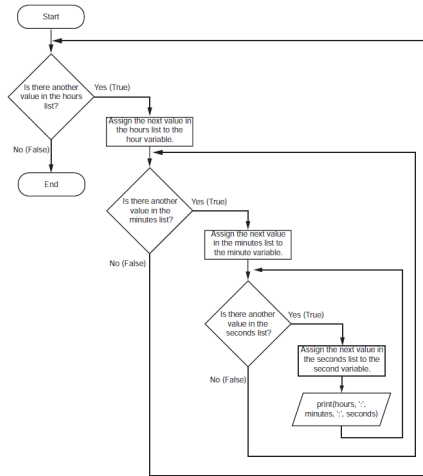 Start
Is there another
value in the hours
list?
Yes (True)
Assign the next value in
the hours list to the
hour variable.
No (False)
End
Is there another
value in the
minutes list?
Yes (True)
Assign the next value
in the minutes list to
the minute variable.
No (False)
Is there another
value in the
seconds list?
Yes (True)
Assign the next value in
the seconds list to the
second variable.
No (False)
print(hours, ':',
minutes, ':', seconds)